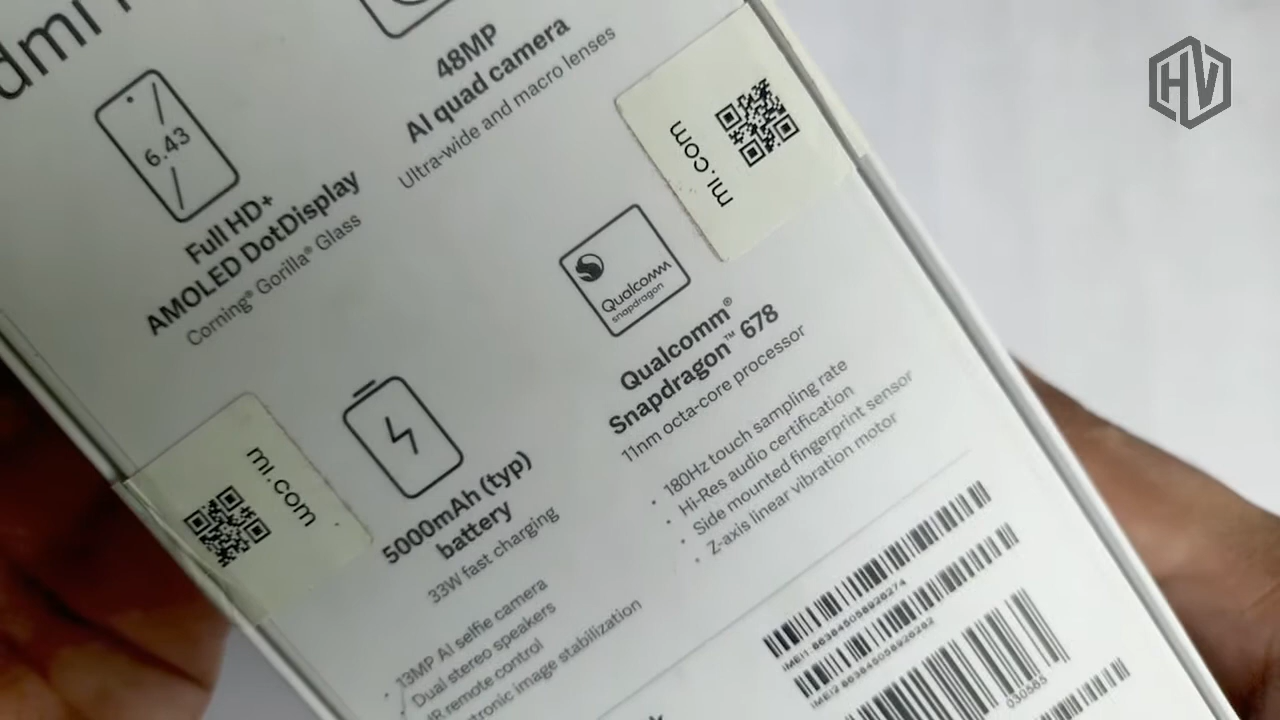 6.43
Full HD+
AMOLED DotDisplay
Corning® Gorilla® Glass
48MP
AI quad camera
Ultra-wide and macro lenses
mi.com
Qualcomm
snapdragon
Qualcomm®
Snapdragon™ 678
11nm octa-core processor
5000mAh (typ)
battery
33W fast charging
mi.com
13MP AI selfie camera
Dual stereo speakers
IR remote control
stabilization
image
180Hz touch sampling rate
Hi-Res audio certification
Side mounted fingerprint sensor
Z-axis linear vibration motor
IMEI1
IMEI2
030565
HV